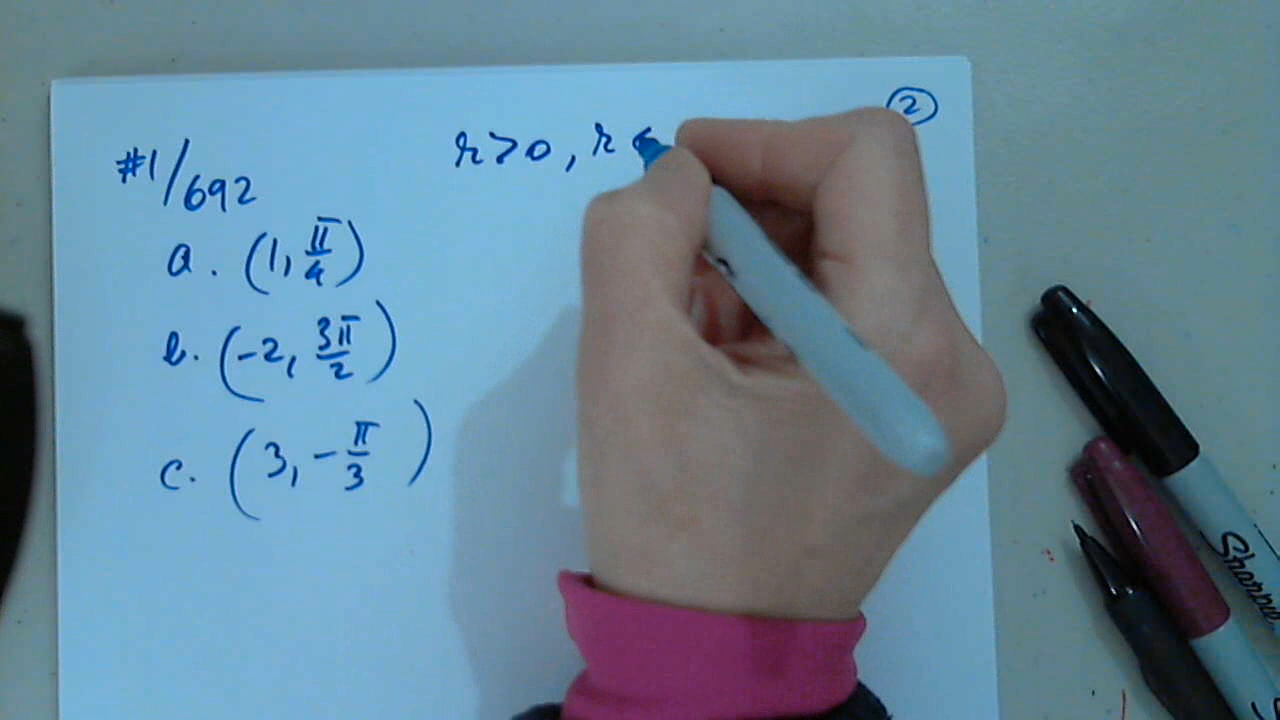 ②
#1/692
r>0, r <
a. (1, π/4)
b. (-2, 3π/2)
c. (3, -π/3)
Sharpie